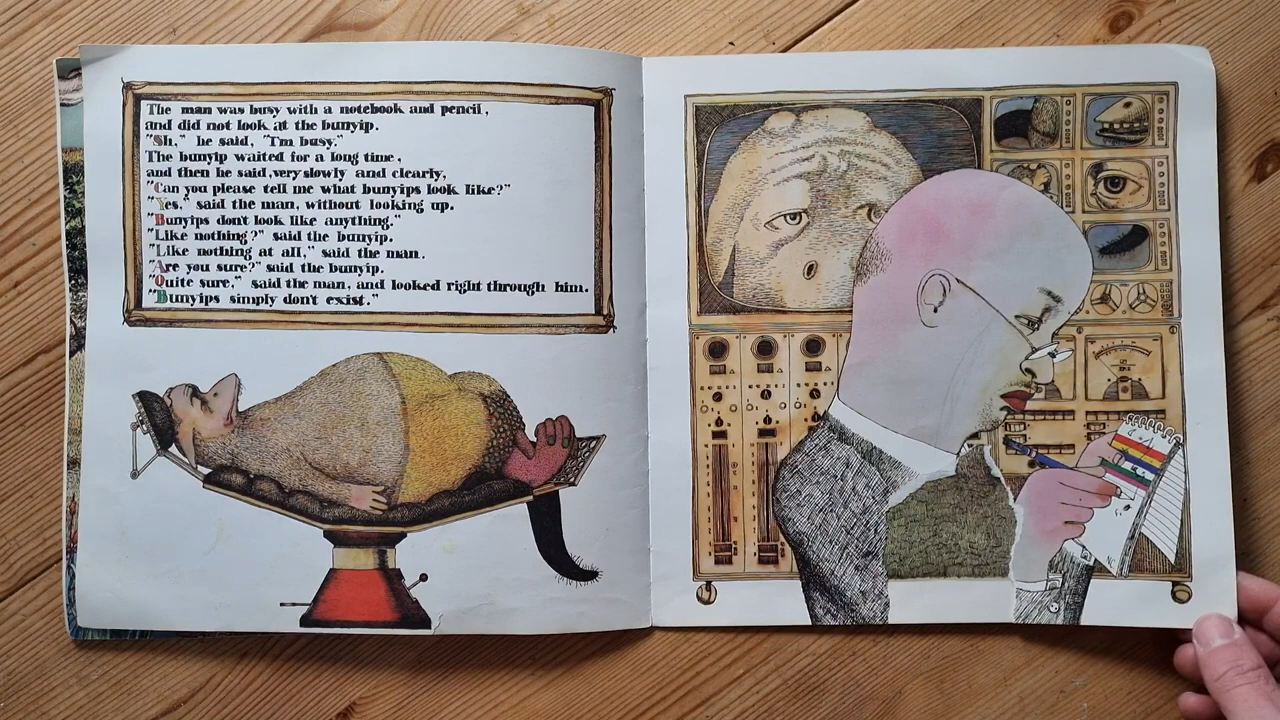 The man was busy with a notebook and pencil,
and did not look at the bunyip.
"Sh," he said, "I'm busy."
The bunyip waited for a long time,
and then he said, very slowly and clearly,
"Can you please tell me what bunyips look like?"
"Yes," said the man, without looking up.
"Bunyips don't look like anything."
"Like nothing?" said the bunyip.
"Like nothing at all," said the man.
"Are you sure?" said the bunyip.
"Quite sure," said the man, and looked right through him.
"Bunyips simply don't exist."